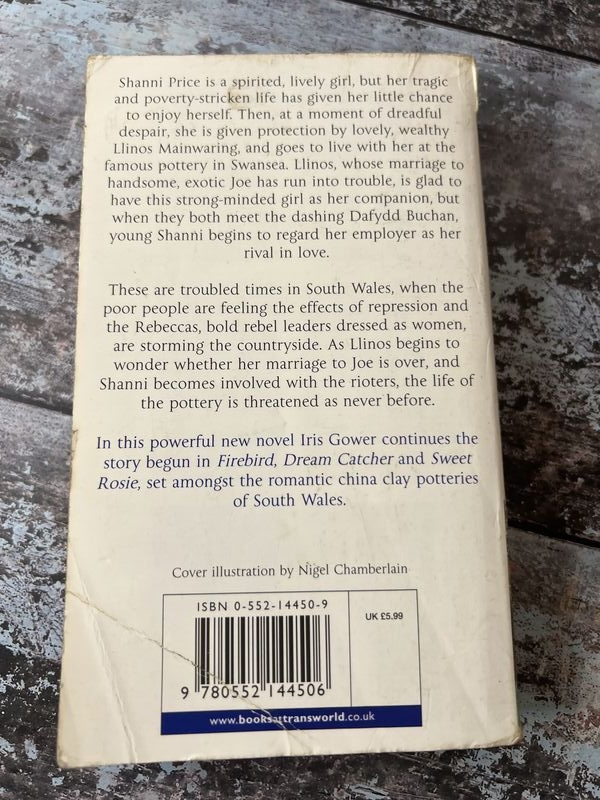 Shanni Price is a spirited, lively girl, but her tragic
and poverty-stricken life has given her little chance
to enjoy herself. Then, at a moment of dreadful
despair, she is given protection by lovely, wealthy
Llinos Mainwaring, and goes to live with her at the
famous pottery in Swansea. Llinos, whose marriage to
handsome, exotic Joe has run into trouble, is glad to
have this strong-minded girl as her companion, but
when they both meet the dashing Dafydd Buchan,
young Shanni begins to regard her employer as her
rival in love.
These are troubled times in South Wales, when the
poor people are feeling the effects of repression and
the Rebeccas, bold rebel leaders dressed as women,
are storming the countryside. As Llinos begins to
wonder whether her marriage to Joe is over, and
Shanni becomes involved with the rioters, the life of
the pottery is threatened as never before.
In this powerful new novel Iris Gower continues the
story begun in Firebird, Dream Catcher and Sweet
Rosie, set amongst the romantic china clay potteries
of South Wales.
Cover illustration by Nigel Chamberlain
ISBN 0-552-14450-9
UK £5.99
9 780552 144506
www.booksattransworld.co.uk